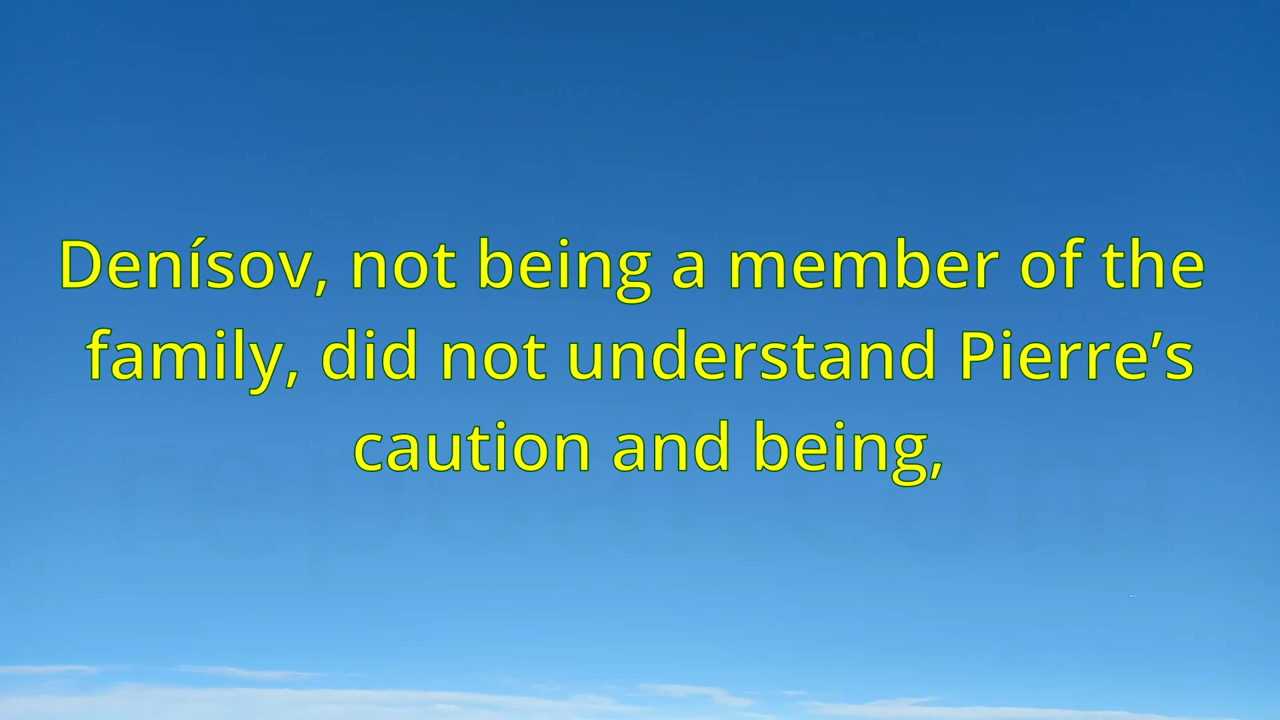 Denísov, not being a member of the
family, did not understand Pierre’s
caution and being,